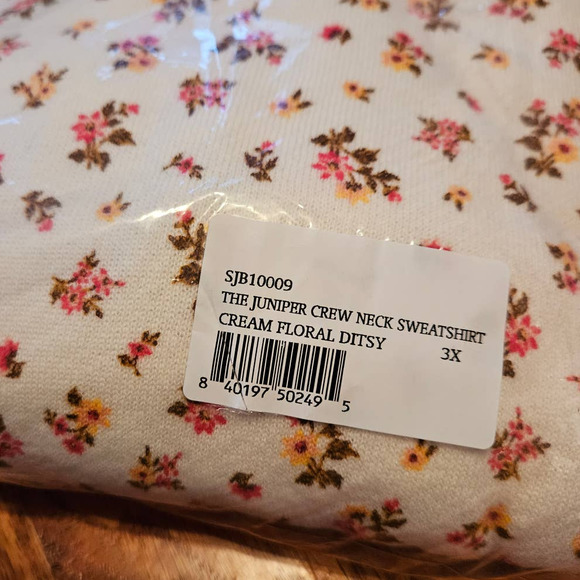 SJB10009
THE JUNIPER CREW NECK SWEATSHIRT
CREAM FLORAL DITSY 3X
8 40197 50249 5